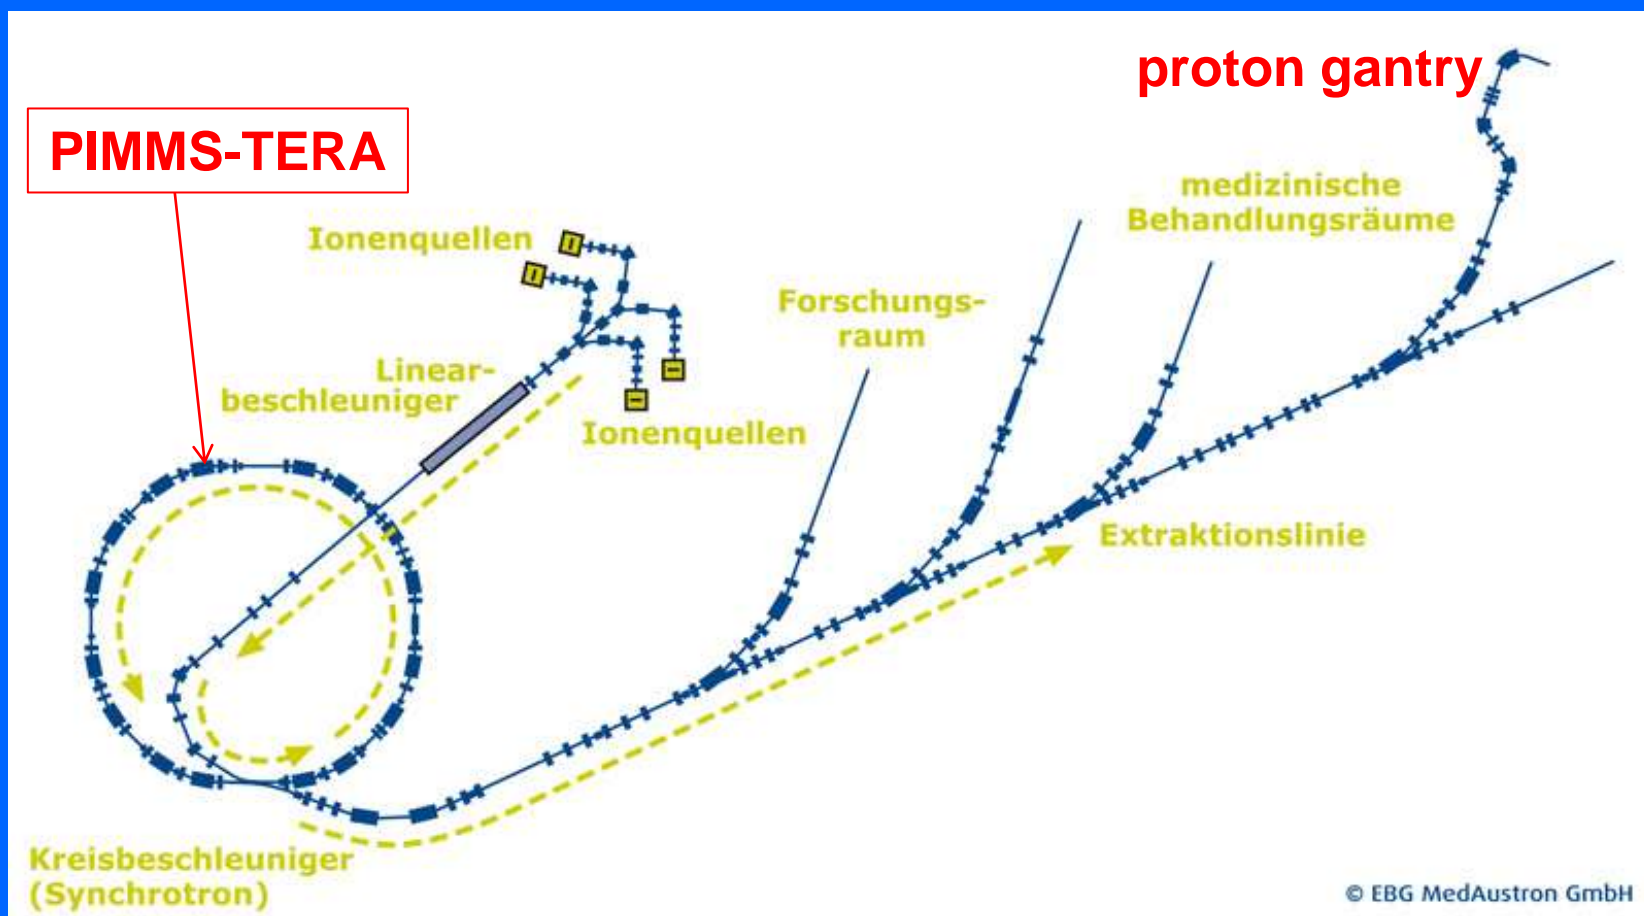 proton gantry
PIMMS-TERA
medizinische
Behandlungsräume
Ionenquellen
Forschungs-
raum
Linear-
beschleuniger
Ionenquellen
Extraktionslinie
Kreisbeschleuniger
(Synchrotron)
© EBG MedAustron GmbH